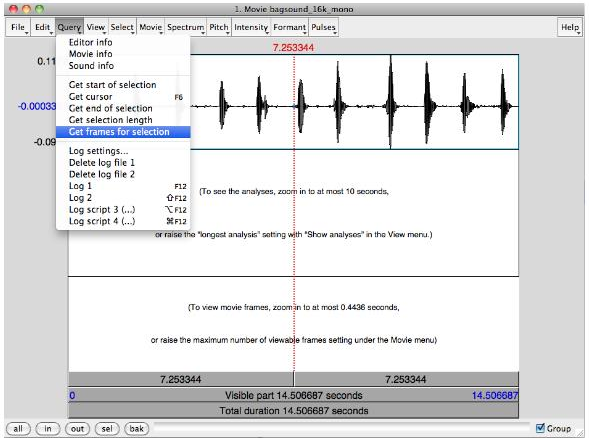 1. Movie bagsound_16k_mono
File Edit Query View Select Movie Spectrum Pitch Intensity Formant Pulses Help
7.253344
Editor info
Movie info
Sound info
Get start of selection
Get cursor F6
Get end of selection
Get selection length
Get frames for selection
Log settings...
Delete log file 1
Delete log file 2
Log 1 F12
Log 2 ⇧F12
Log script 3 (...) ⌥F12
Log script 4 (...) ⌘F12
0.11
-0.00033
-0.09
(To see the analyses, zoom in to at most 10 seconds,
or raise the "longest analysis" setting with "Show analyses" in the View menu.)
(To view movie frames, zoom in to at most 0.4436 seconds,
or raise the maximum number of viewable frames setting under the Movie menu)
7.253344 7.253344
0 Visible part 14.506687 seconds 14.506687
Total duration 14.506687 seconds
all in out sel bak Group